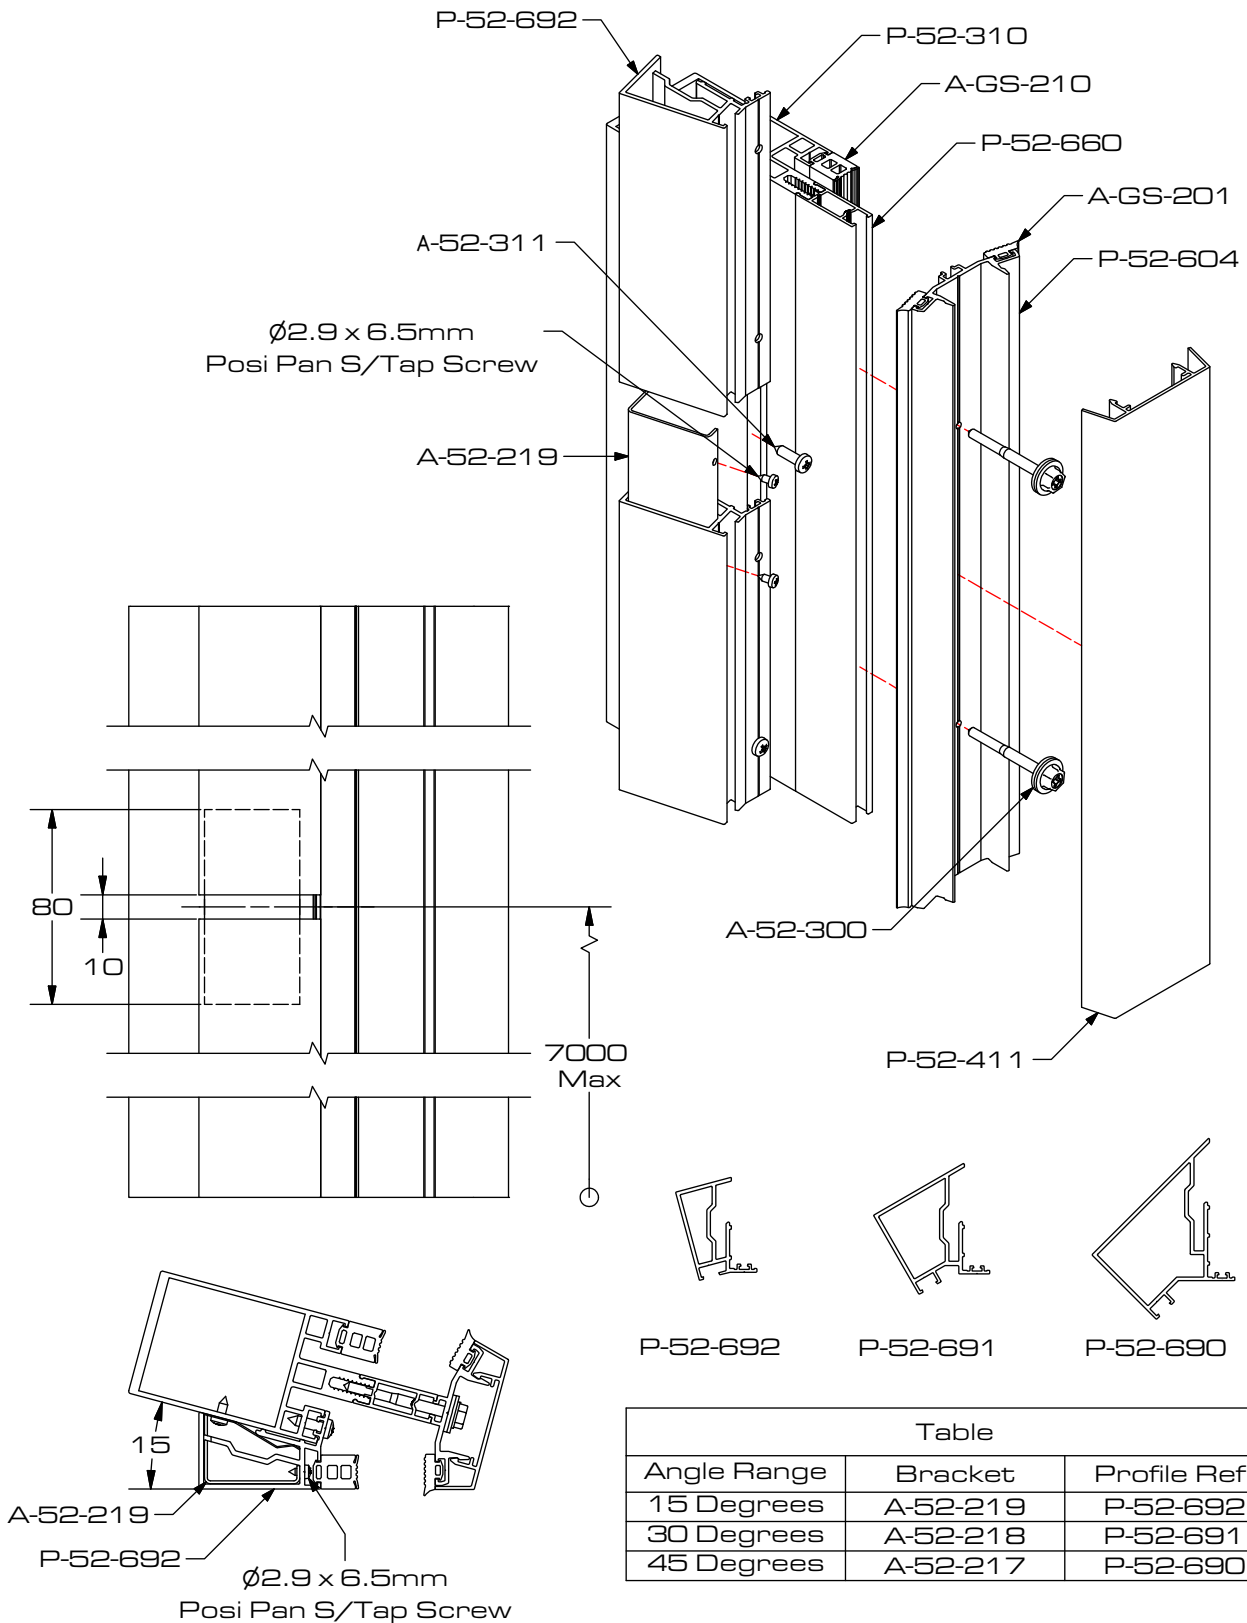 P-52-692
P-52-310
A-GS-210
P-52-660
A-GS-201
A-52-311
P-52-604
Ø2.9 x 6.5mm
Posi Pan S/Tap Screw
A-52-219
80
10
A-52-300
7000
Max
P-52-411
P-52-692
P-52-691
P-52-690
15
A-52-219
P-52-692
Ø2.9 x 6.5mm
Posi Pan S/Tap Screw
Table
Angle Range Bracket Profile Ref
15 Degrees A-52-219 P-52-692
30 Degrees A-52-218 P-52-691
45 Degrees A-52-217 P-52-690